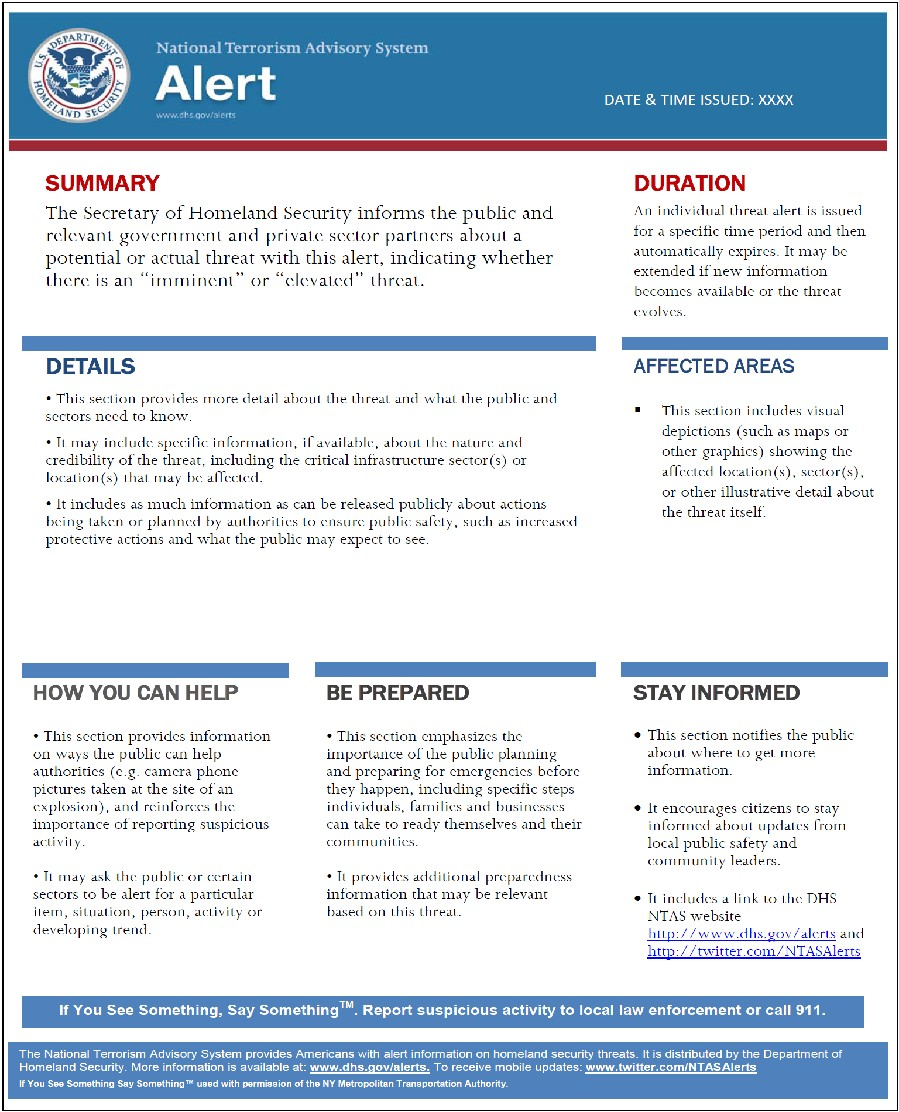 U.S. DEPARTMENT OF HOMELAND SECURITY
National Terrorism Advisory System
Alert
www.dhs.gov/alerts
DATE & TIME ISSUED: XXXX
SUMMARY
The Secretary of Homeland Security informs the public and
relevant government and private sector partners about a
potential or actual threat with this alert, indicating whether
there is an “imminent” or “elevated” threat.
DURATION
An individual threat alert is issued
for a specific time period and then
automatically expires. It may be
extended if new information
becomes available or the threat
evolves.
DETAILS
• This section provides more detail about the threat and what the public and
sectors need to know.
• It may include specific information, if available, about the nature and
credibility of the threat, including the critical infrastructure sector(s) or
location(s) that may be affected.
• It includes as much information as can be released publicly about actions
being taken or planned by authorities to ensure public safety, such as increased
protective actions and what the public may expect to see.
AFFECTED AREAS
▪ This section includes visual
depictions (such as maps or
other graphics) showing the
affected location(s), sector(s),
or other illustrative detail about
the threat itself.
HOW YOU CAN HELP
• This section provides information
on ways the public can help
authorities (e.g. camera phone
pictures taken at the site of an
explosion), and reinforces the
importance of reporting suspicious
activity.
• It may ask the public or certain
sectors to be alert for a particular
item, situation, person, activity or
developing trend.
BE PREPARED
• This section emphasizes the
importance of the public planning
and preparing for emergencies before
they happen, including specific steps
individuals, families and businesses
can take to ready themselves and their
communities.
• It provides additional preparedness
information that may be relevant
based on this threat.
STAY INFORMED
• This section notifies the public
about where to get more
information.
• It encourages citizens to stay
informed about updates from
local public safety and
community leaders.
• It includes a link to the DHS
NTAS website
http://www.dhs.gov/alerts and
http://twitter.com/NTASAlerts
If You See Something, Say Something™. Report suspicious activity to local law enforcement or call 911.
The National Terrorism Advisory System provides Americans with alert information on homeland security threats. It is distributed by the Department of
Homeland Security. More information is available at: www.dhs.gov/alerts. To receive mobile updates: www.twitter.com/NTASAlerts
If You See Something Say Something™ used with permission of the NY Metropolitan Transportation Authority.